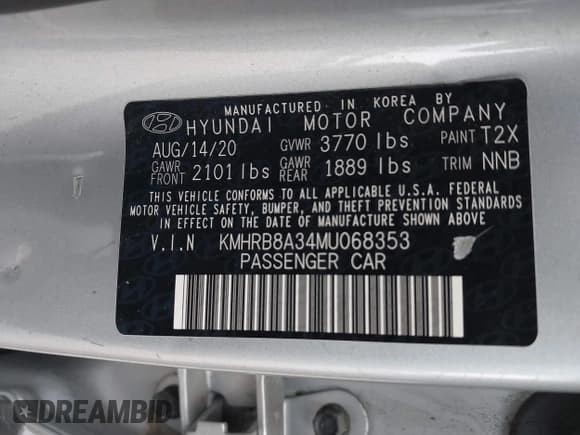 MANUFACTURED IN KOREA BY
HYUNDAI MOTOR COMPANY
AUG/14/20 GVWR 3770 lbs PAINT T2X
GAWR FRONT 2101 lbs GAWR REAR 1889 lbs TRIM NNB
THIS VEHICLE CONFORMS TO ALL APPLICABLE U.S.A. FEDERAL
MOTOR VEHICLE SAFETY, BUMPER, AND THEFT PREVENTION STANDARDS
IN EFFECT ON THE DATE OF MANUFACTURE SHOWN ABOVE.
V.I.N KMHRB8A34MU068353
PASSENGER CAR
DREAMBID